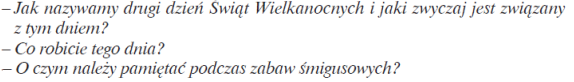 – Jak nazywamy drugi dzień Świąt Wielkanocnych i jaki zwyczaj jest związany
z tym dniem?
– Co robicie tego dnia?
– O czym należy pamiętać podczas zabaw śmigusowych?